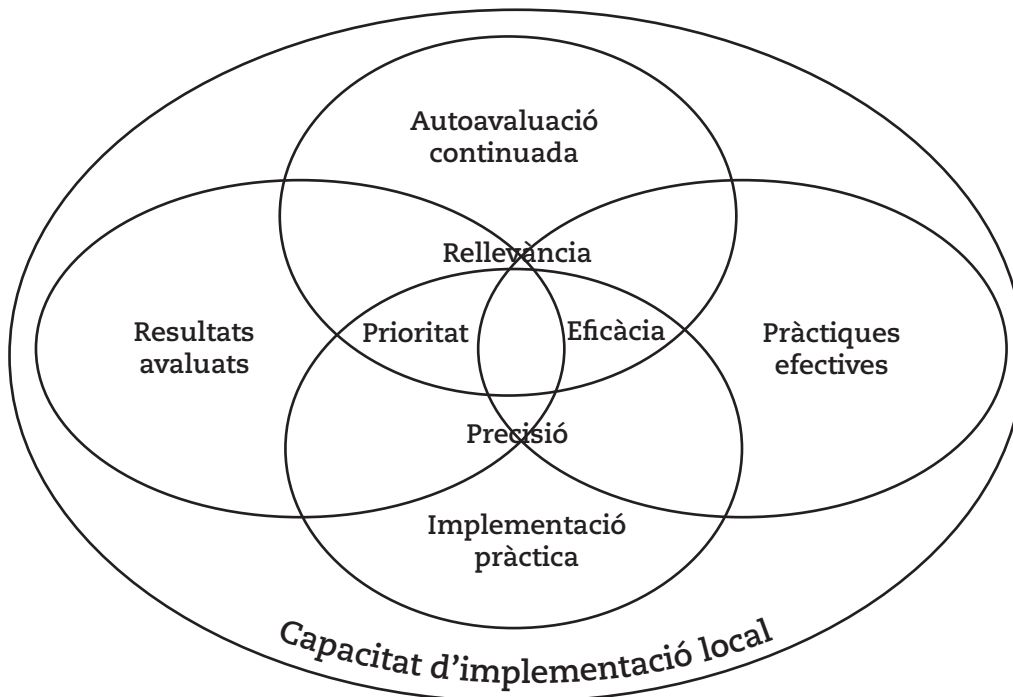 Autoavaluació
continuada
Rellevància
Resultats
avaluats
Prioritat
Eficàcia
Pràctiques
efectives
Precisió
Implementació
pràctica
Capacitat d’implementació local